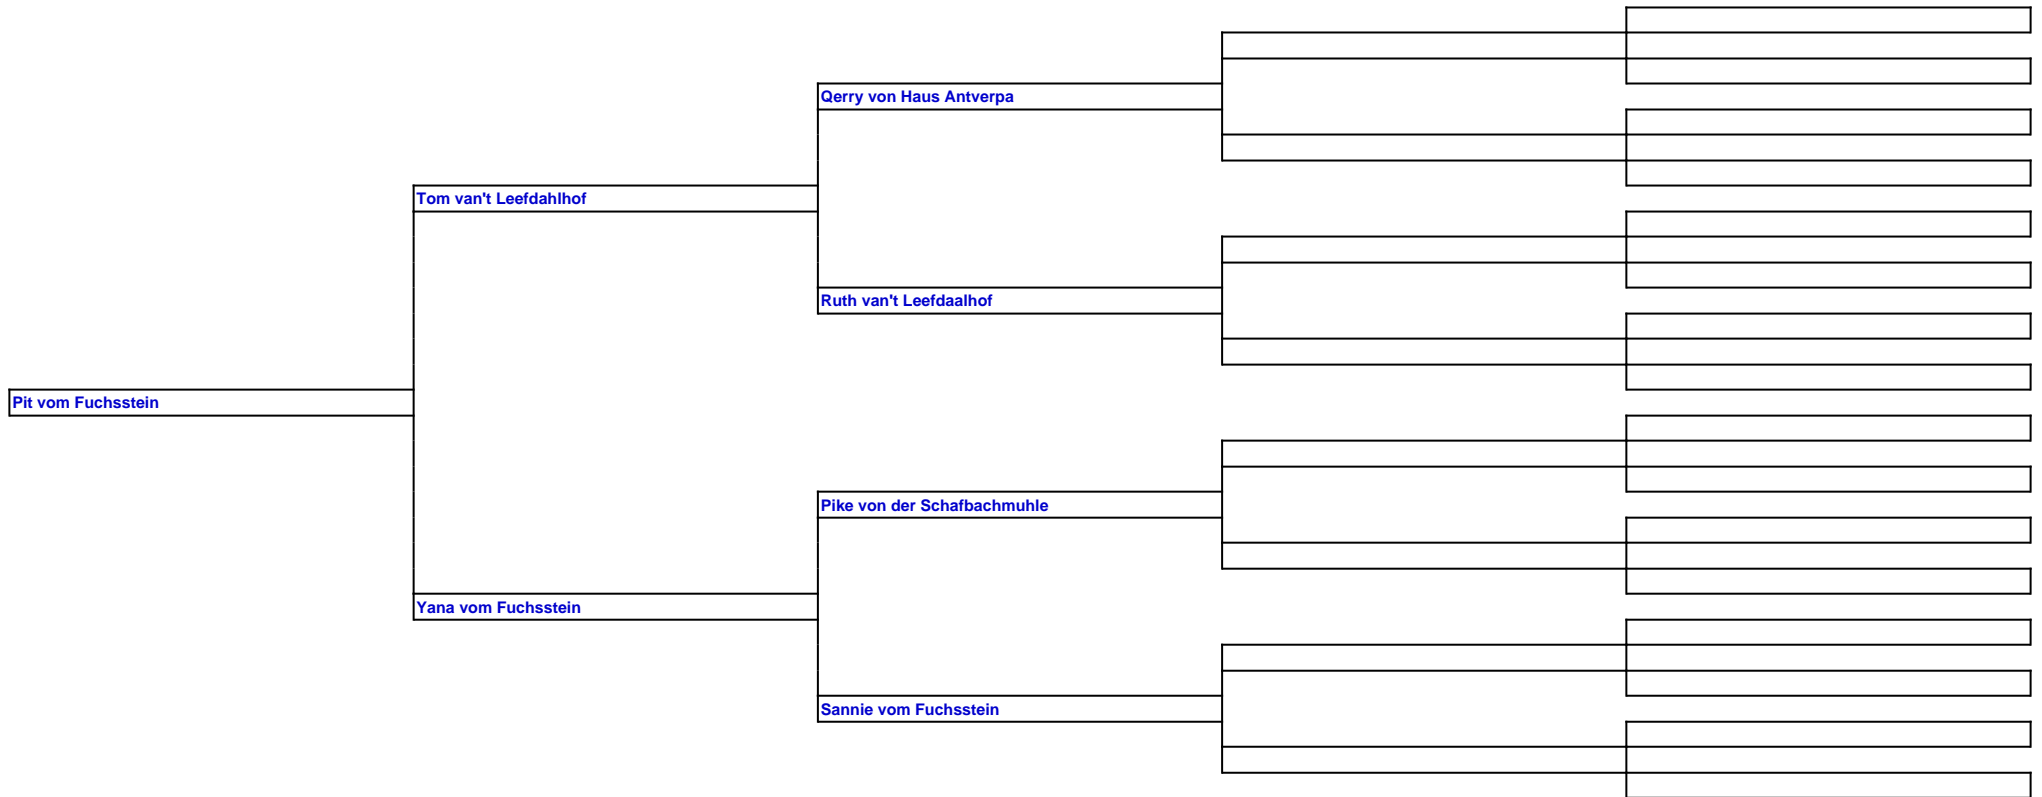 Qerry von Haus Antverpa
Tom van't Leefdahlhof
Ruth van't Leefdaalhof
Pit vom Fuchsstein
Pike von der Schafbachmuhle
Yana vom Fuchsstein
Sannie vom Fuchsstein